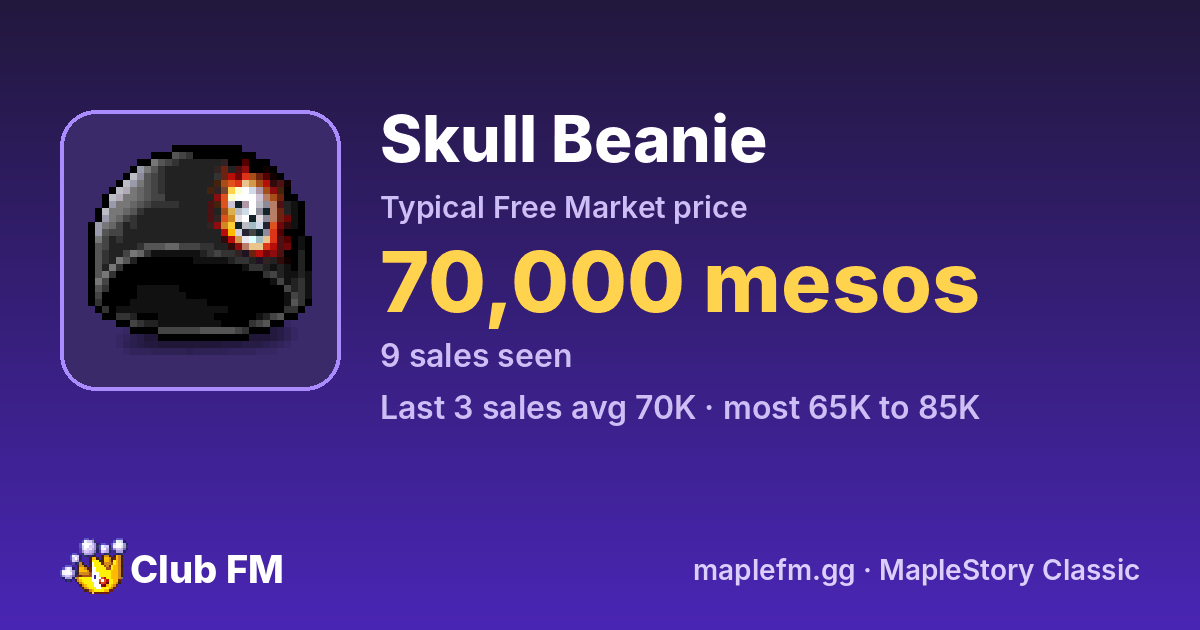 Skull Beanie
Typical Free Market price
70,000 mesos
9 sales seen
Last 3 sales avg 70K · most 65K to 85K
Club FM
maplefm.gg · MapleStory Classic